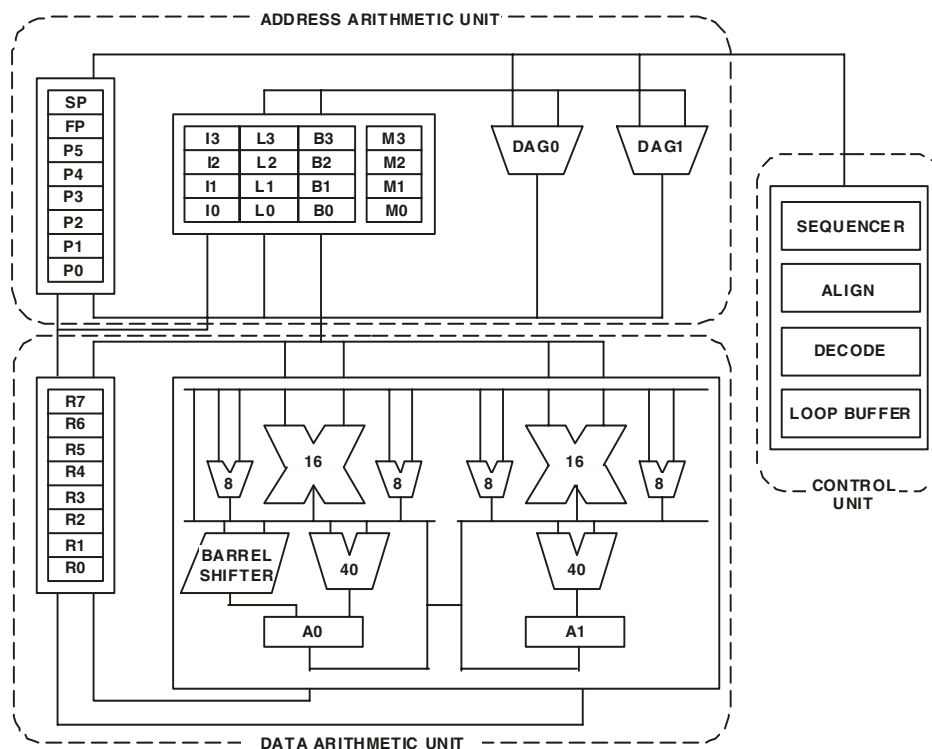 ADDRESS ARITHMETIC UNIT
SP
FP
P5
P4
P3
P2
P1
P0
I3 L3 B3 M3
I2 L2 B2 M2
I1 L1 B1 M1
I0 L0 B0 M0
DAG0
DAG1
SEQUENCER
ALIGN
DECODE
LOOP BUFFER
CONTROL
UNIT
R7
R6
R5
R4
R3
R2
R1
R0
16
16
8
8
8
8
BARREL
SHIFTER
40
40
A0
A1
DATA ARITHMETIC UNIT